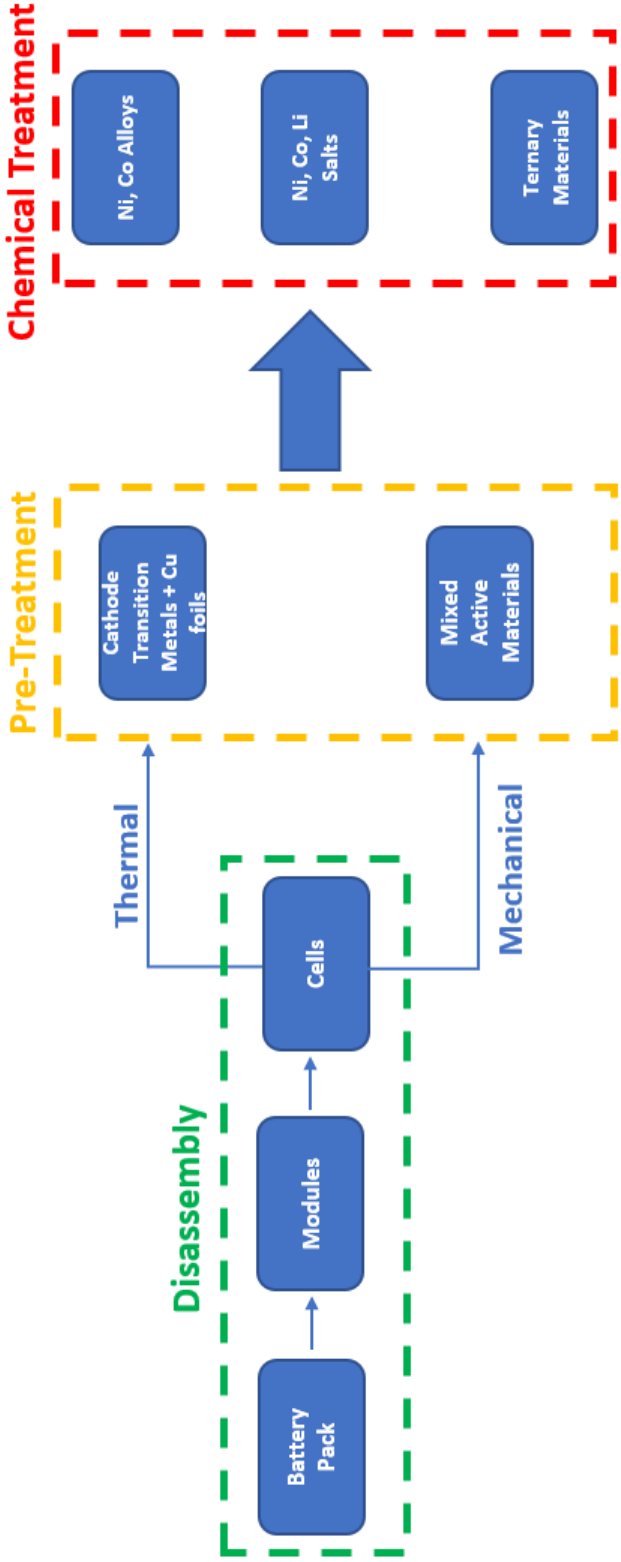 Disassembly
Battery
Pack
Modules
Cells
Thermal
Mechanical
Pre-Treatment
Cathode
Transition
Metals + Cu
foils
Mixed
Active
Materials
Chemical Treatment
Ni, Co Alloys
Ni, Co, Li
Salts
Ternary
Materials